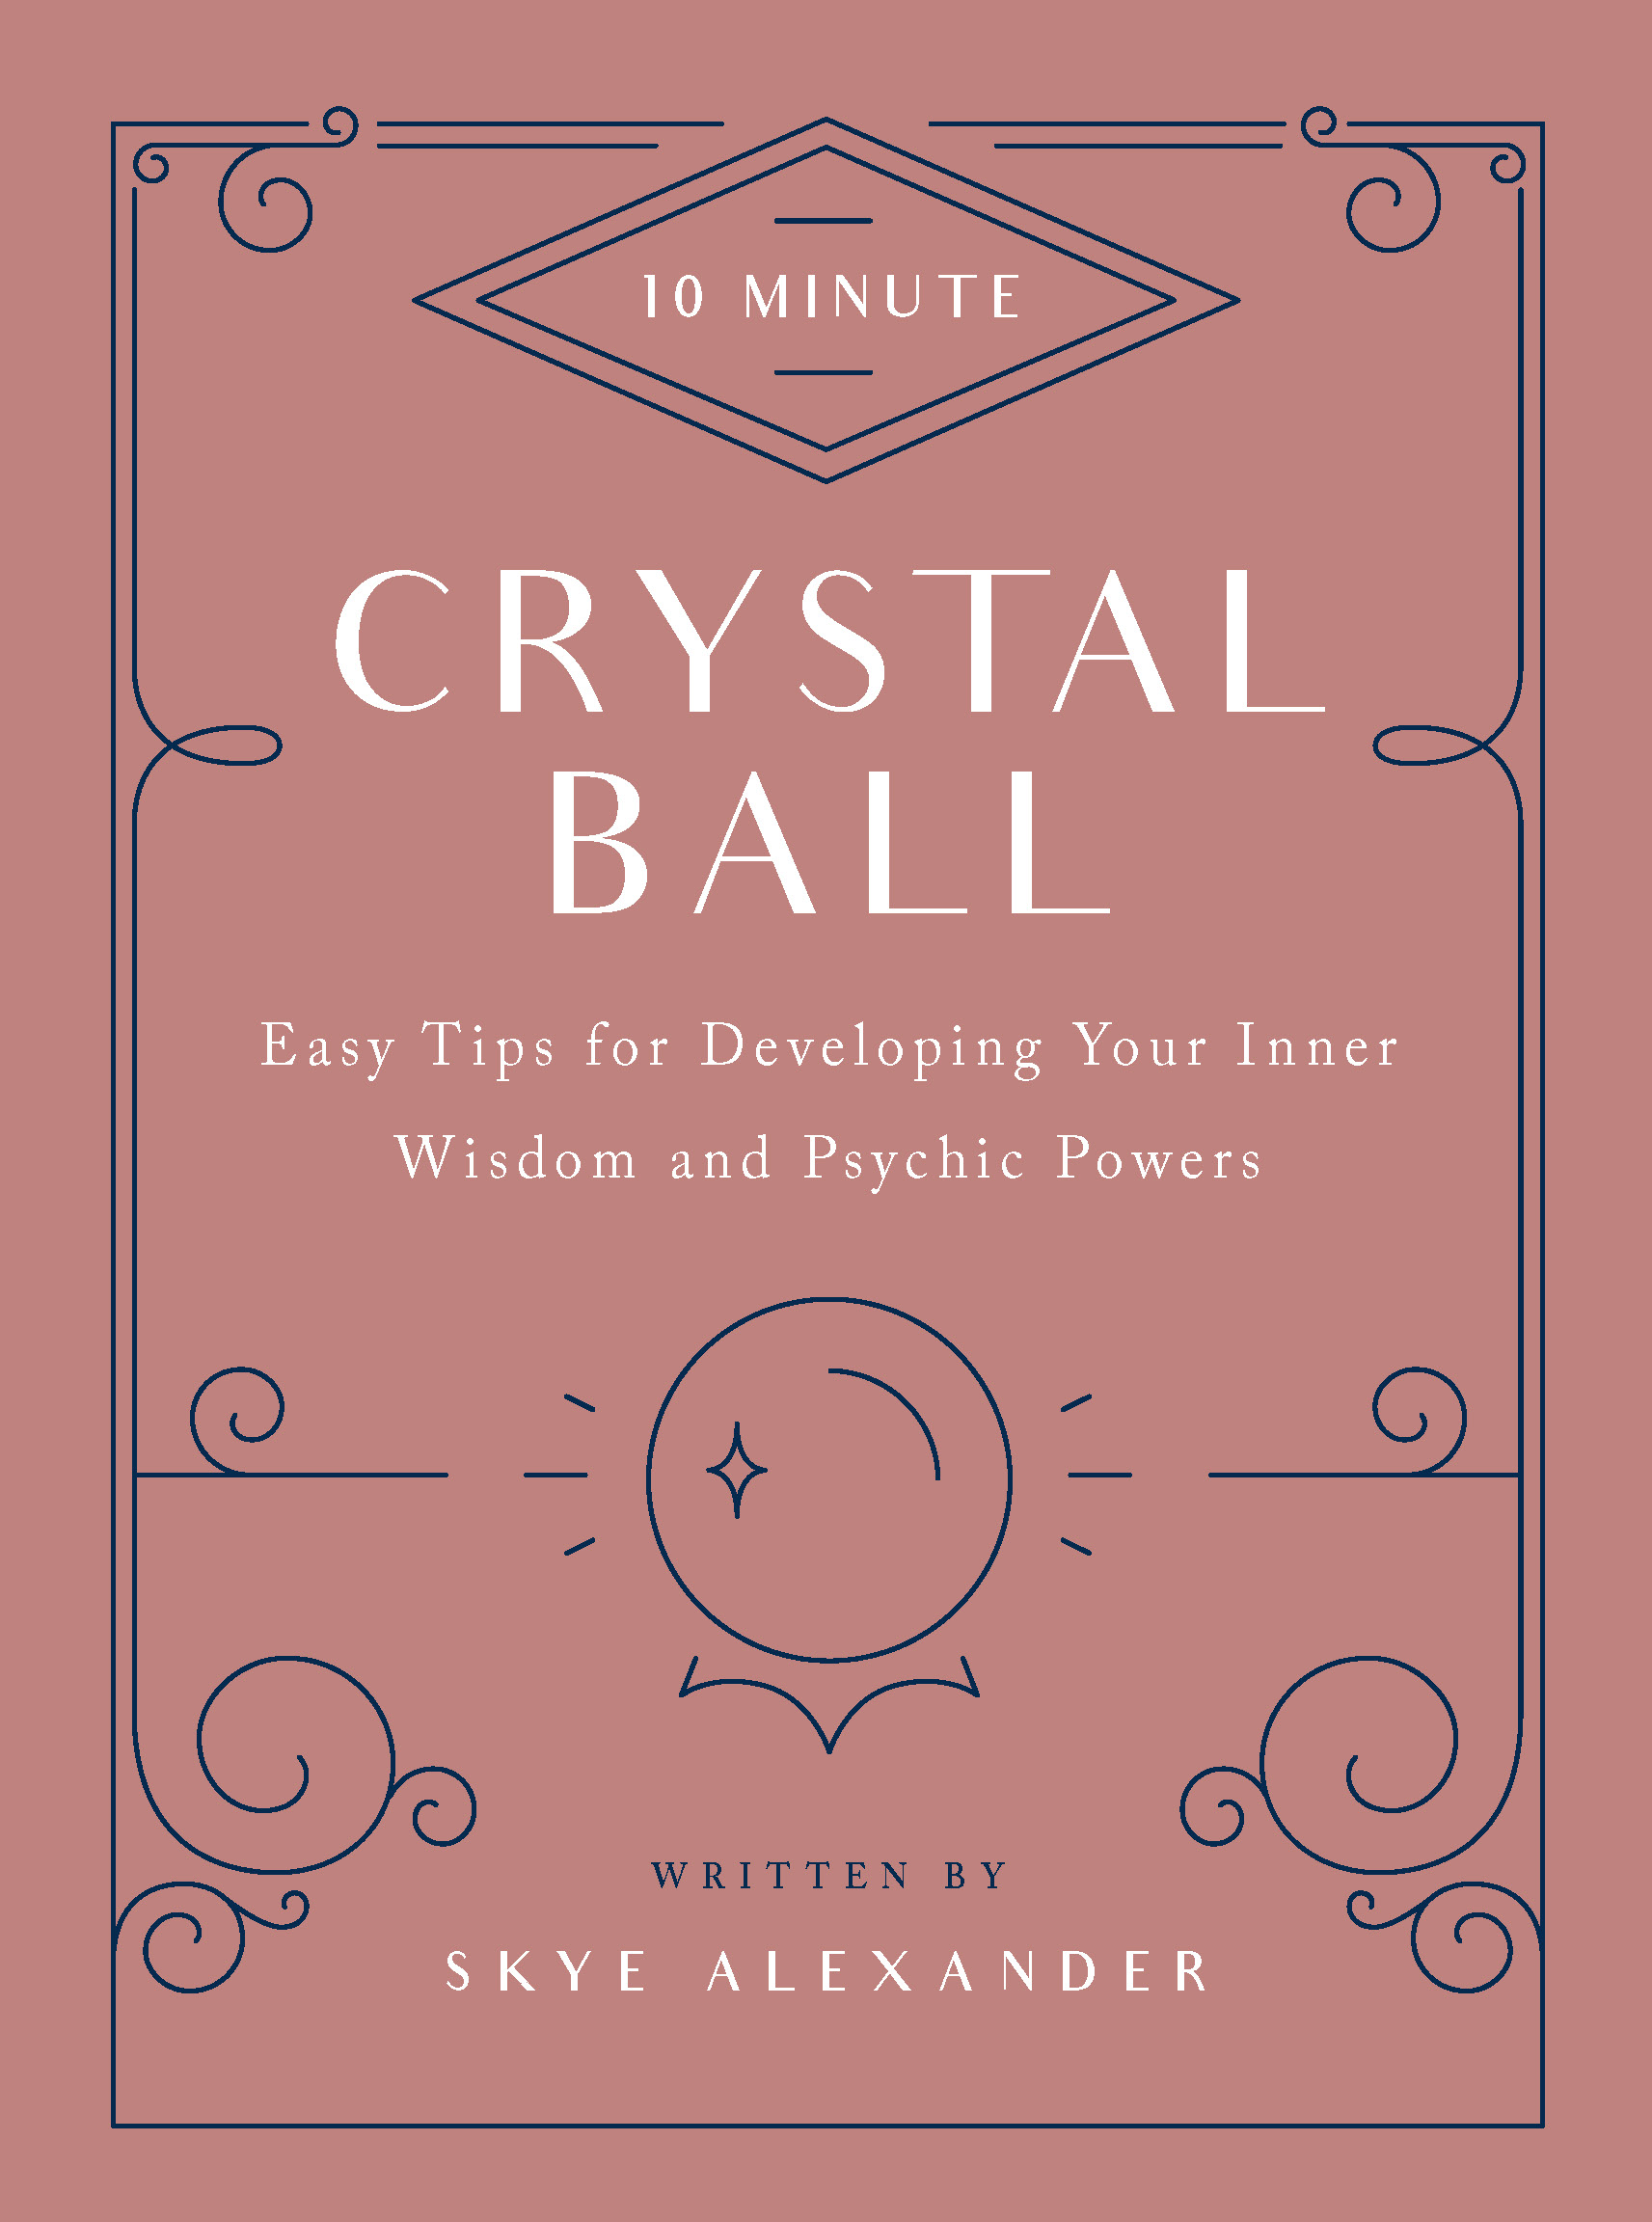 10 MINUTE
CRYSTAL
BALL
Easy Tips for Developing Your Inner
Wisdom and Psychic Powers
WRITTEN BY
SKYE ALEXANDER